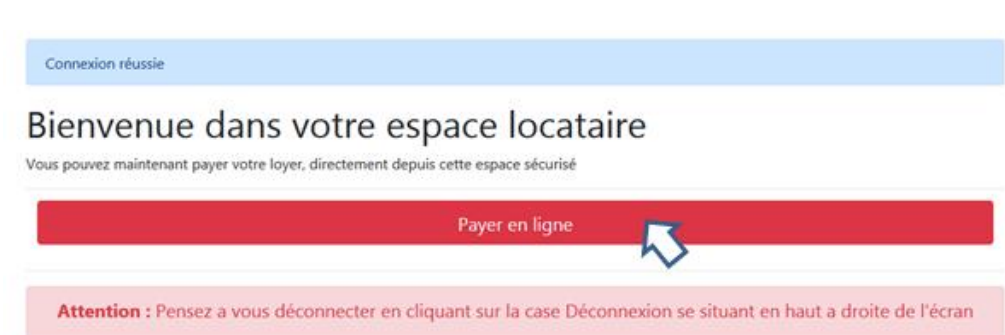 Connexion réussie
Bienvenue dans votre espace locataire
Vous pouvez maintenant payer votre loyer, directement depuis cette espace sécurisé
Payer en ligne
Attention : Pensez a vous déconnecter en cliquant sur la case Déconnexion se situant en haut a droite de l'écran